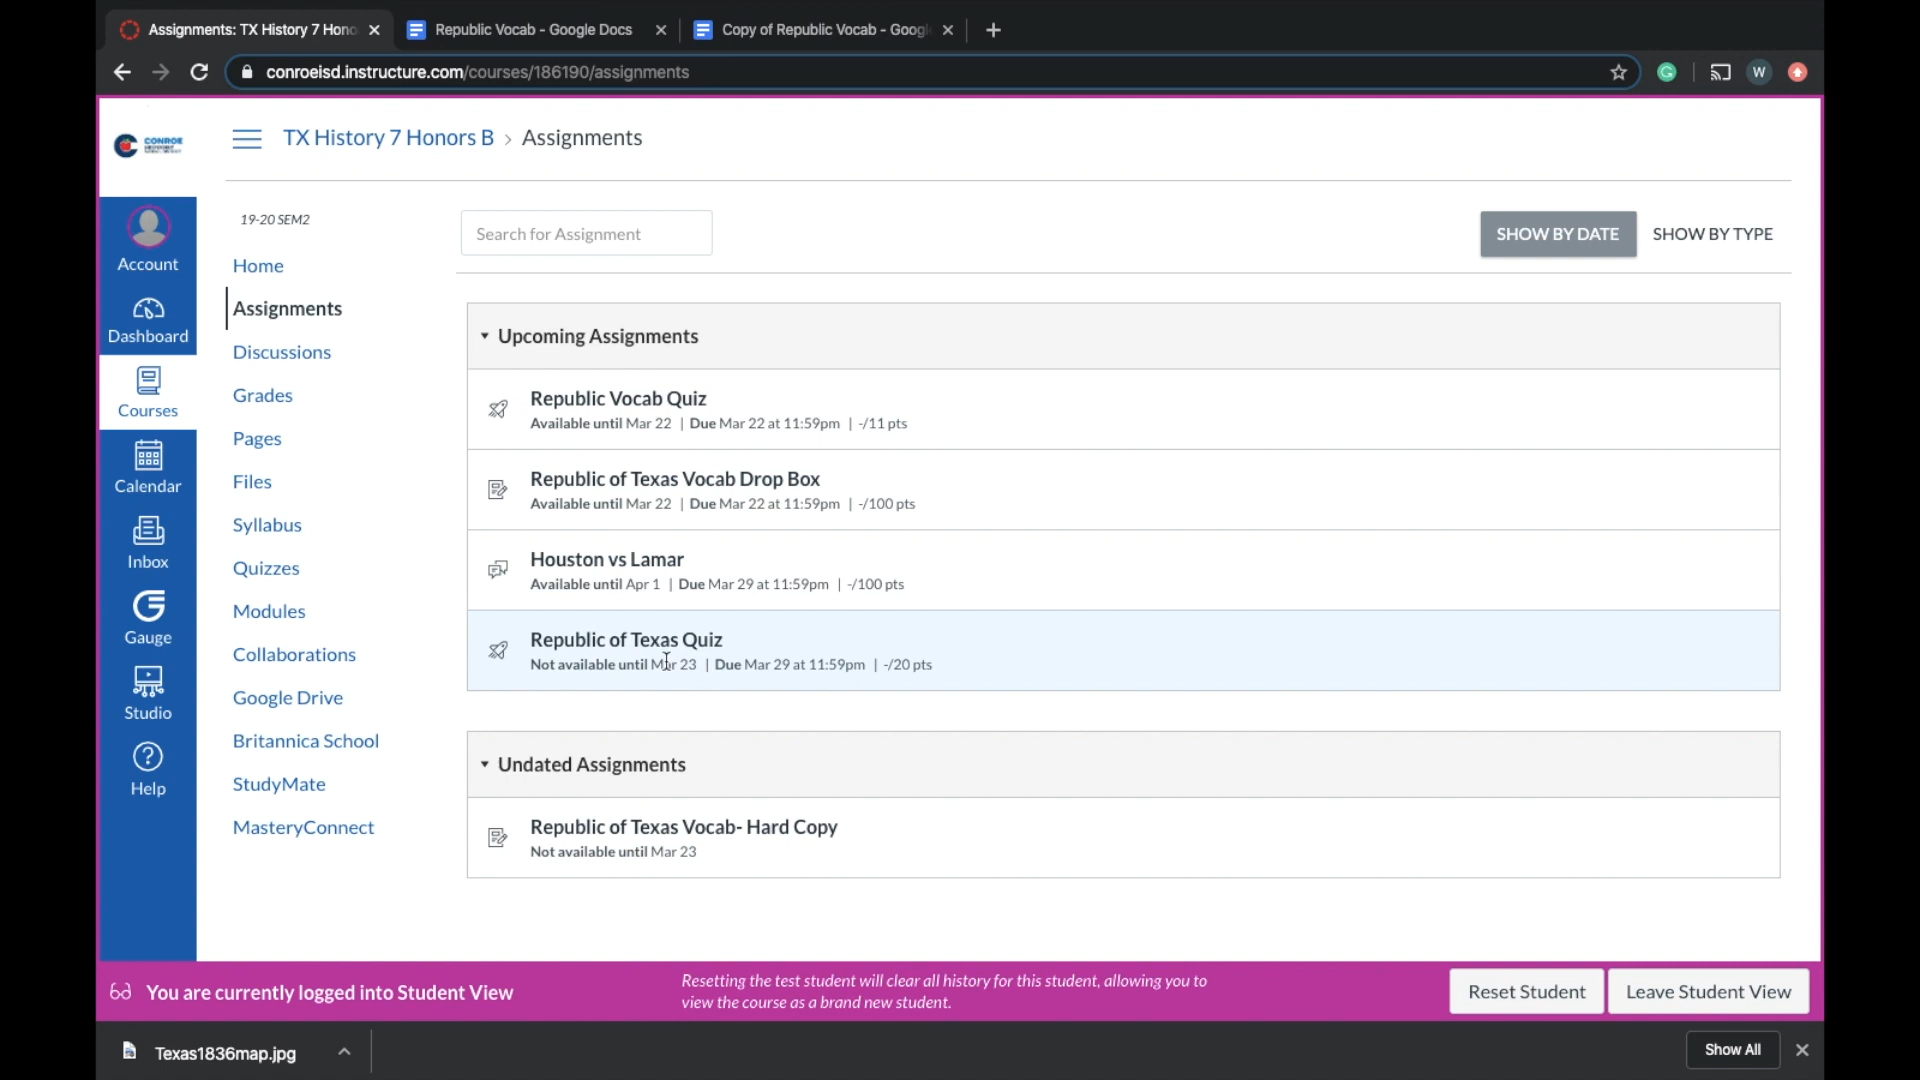 Assignments: TX History 7 Hono
Republic Vocab - Google Docs
Copy of Republic Vocab - Googl
conroeisd.instructure.com/courses/186190/assignments
W
CONROE
TX History 7 Honors B › Assignments
19-20 SEM2
Search for Assignment
SHOW BY DATE
SHOW BY TYPE
Account
Dashboard
Courses
Calendar
Inbox
Gauge
Studio
Help
Home
Assignments
Discussions
Grades
Pages
Files
Syllabus
Quizzes
Modules
Collaborations
Google Drive
Britannica School
StudyMate
MasteryConnect
Upcoming Assignments
Republic Vocab Quiz
Available until Mar 22 | Due Mar 22 at 11:59pm | -/11 pts
Republic of Texas Vocab Drop Box
Available until Mar 22 | Due Mar 22 at 11:59pm | -/100 pts
Houston vs Lamar
Available until Apr 1 | Due Mar 29 at 11:59pm | -/100 pts
Republic of Texas Quiz
Not available until Mar 23 | Due Mar 29 at 11:59pm | -/20 pts
Undated Assignments
Republic of Texas Vocab- Hard Copy
Not available until Mar 23
You are currently logged into Student View
Resetting the test student will clear all history for this student, allowing you to
view the course as a brand new student.
Reset Student
Leave Student View
Texas1836map.jpg
Show All